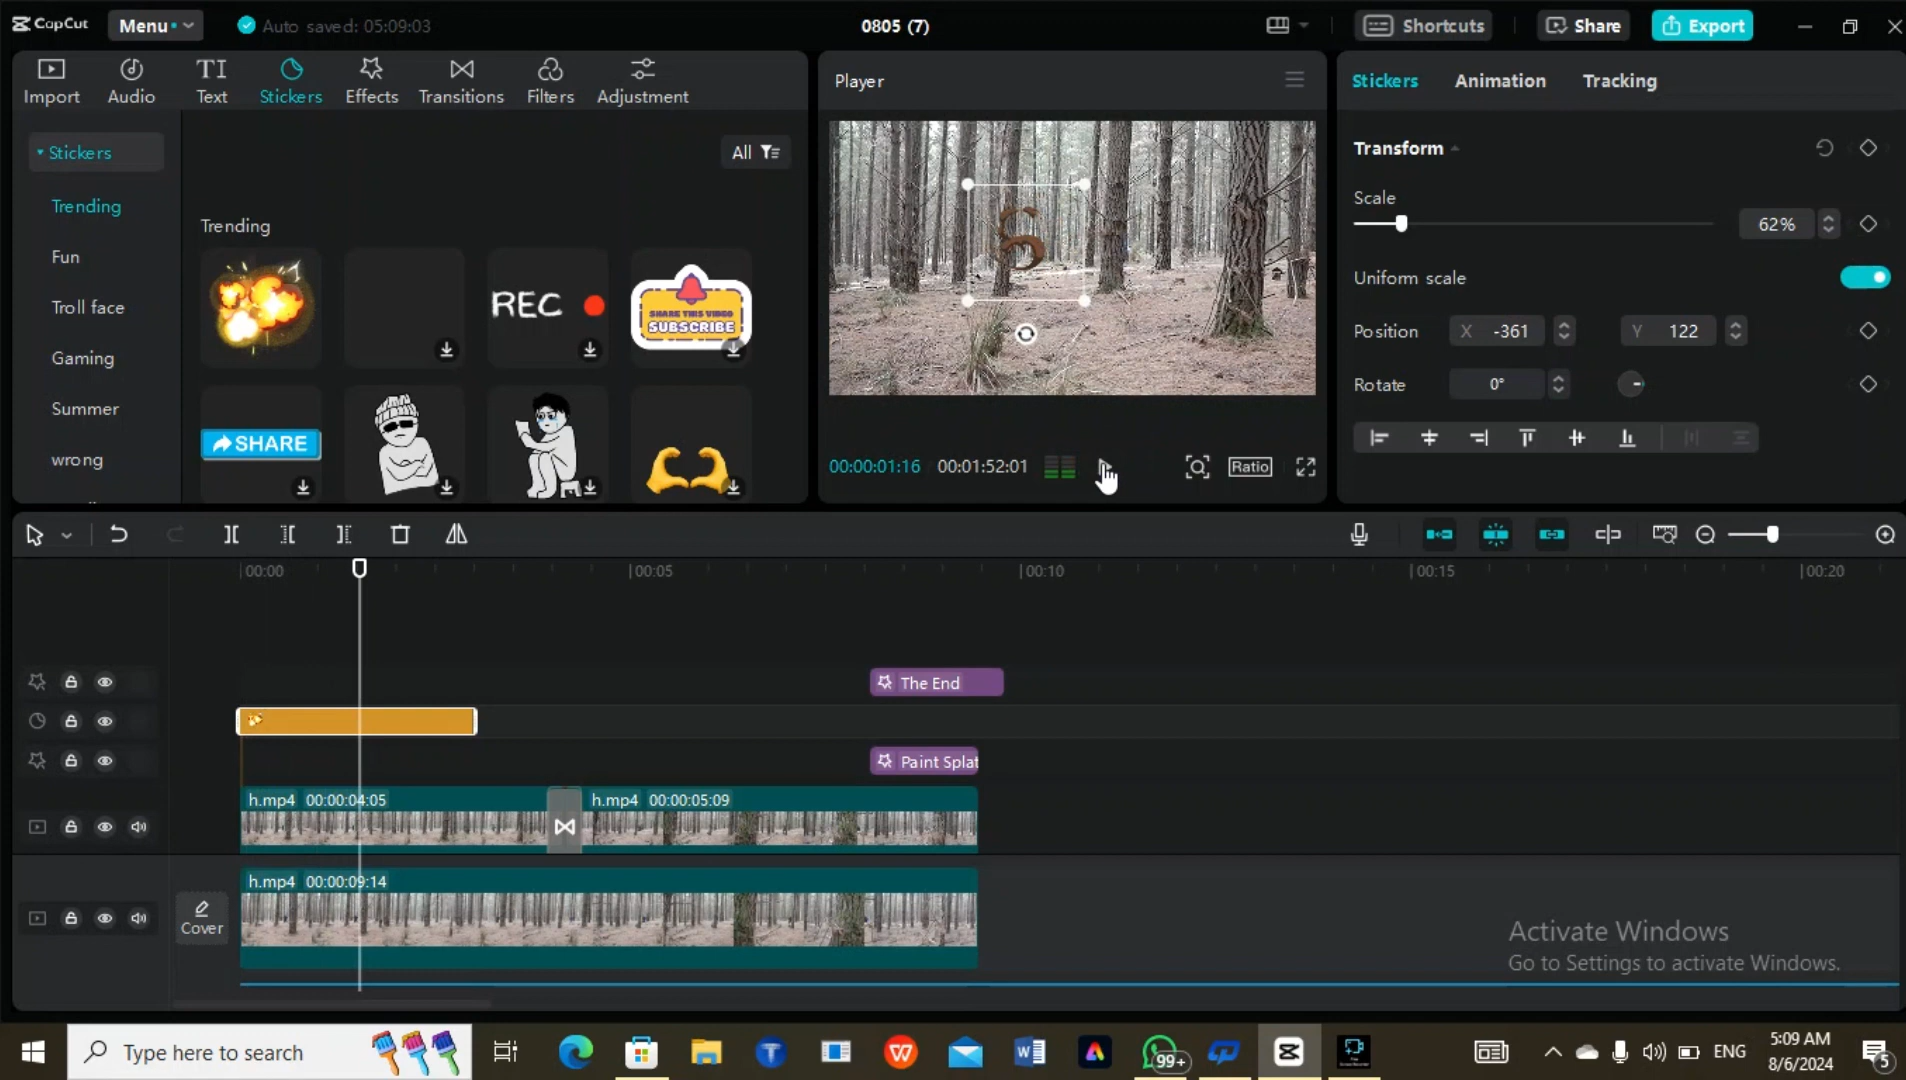 CapCut
Menu
Auto saved: 05:09:03
0805 (7)
Shortcuts
Share
Export
Import
Audio
TI
Text
Stickers
Effects
Transitions
Filters
Adjustment
Player
Stickers
Animation
Tracking
Stickers
Trending
Fun
Troll face
Gaming
Summer
wrong
All
Trending
REC
SHARE THIS VIDEO
SUBSCRIBE
SHARE
Transform
Scale
62%
Uniform scale
Position
X -361
Y 122
Rotate
0°
00:00:01:16
00:01:52:01
Ratio
00:00
00:05
00:10
00:15
00:20
The End
Paint Splat
h.mp4 00:00:04:05
h.mp4 00:00:05:09
h.mp4 00:00:09:14
Cover
Activate Windows
Go to Settings to activate Windows.
Type here to search
99+
ENG
5:09 AM
8/6/2024
5